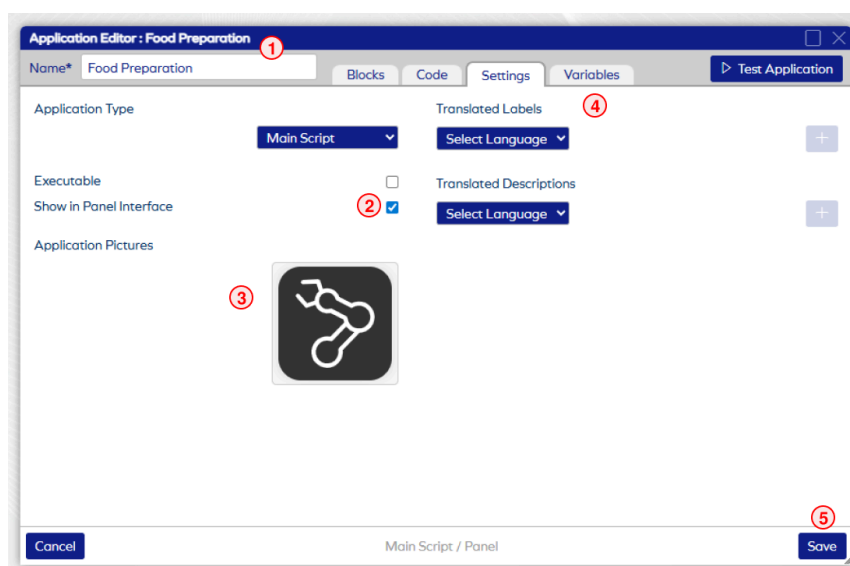 Application Editor : Food Preparation
1
Name* Food Preparation Blocks Code Settings Variables Test Application
Application Type Translated Labels 4
Main Script Select Language +
Executable Translated Descriptions
Show in Panel Interface 2 Select Language +
Application Pictures
3
5
Cancel Main Script / Panel Save